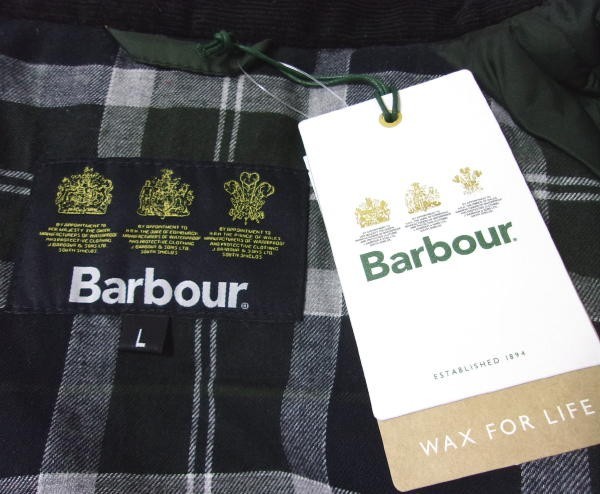 BY APPOINTMENT TO
HER MAJESTY THE QUEEN
MANUFACTURERS OF WATERPROOF
AND PROTECTIVE CLOTHING
J. BARBOUR & SONS LTD.
SOUTH SHIELDS
BY APPOINTMENT TO
H.R.H. THE DUKE OF EDINBURGH
MANUFACTURERS OF WATERPROOF
AND PROTECTIVE CLOTHING
J. BARBOUR & SONS LTD.
SOUTH SHIELDS
BY APPOINTMENT TO
H.R.H. THE PRINCE OF WALES
MANUFACTURERS OF WATERPROOF
AND PROTECTIVE CLOTHING
J. BARBOUR & SONS LTD.
SOUTH SHIELDS
Barbour®
L
Barbour®
ESTABLISHED 1894
WAX FOR LIFE